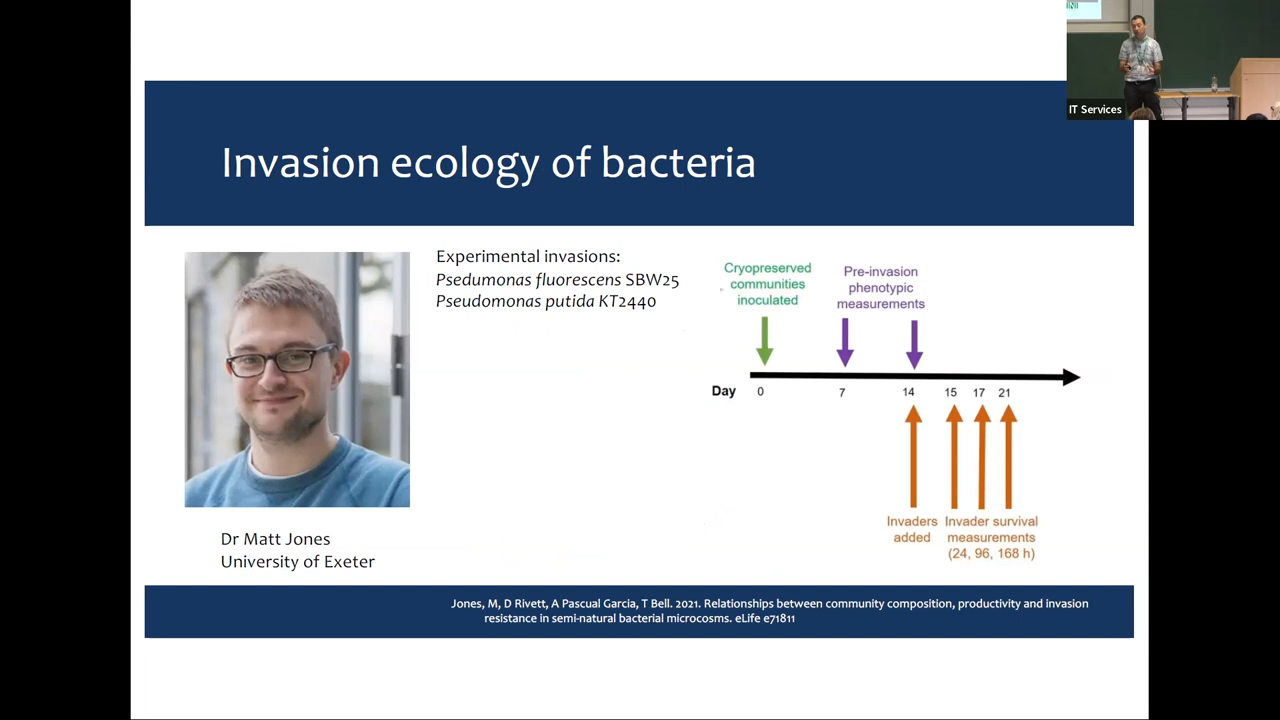 IT Services
Invasion ecology of bacteria
Experimental invasions:
Psedumonas fluorescens SBW25
Pseudomonas putida KT2440
Cryopreserved
communities
inoculated
Pre-invasion
phenotypic
measurements
Day
0
7
14
15
17
21
Invaders
added
Invader survival
measurements
(24, 96, 168 h)
Dr Matt Jones
University of Exeter
Jones, M, D Rivett, A Pascual Garcia, T Bell. 2021. Relationships between community composition, productivity and invasion
resistance in semi-natural bacterial microcosms. eLife e71811